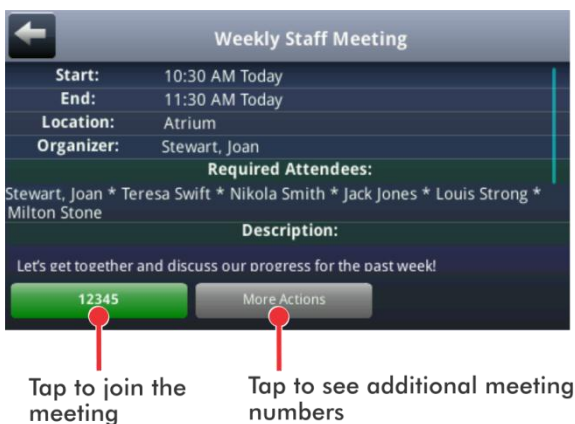 Weekly Staff Meeting
Start: 10:30 AM Today
End: 11:30 AM Today
Location: Atrium
Organizer: Stewart, Joan
Required Attendees:
Stewart, Joan * Teresa Swift * Nikola Smith * Jack Jones * Louis Strong *
Milton Stone
Description:
Let's get together and discuss our progress for the past week!
12345 More Actions
Tap to join the
meeting
Tap to see additional meeting
numbers